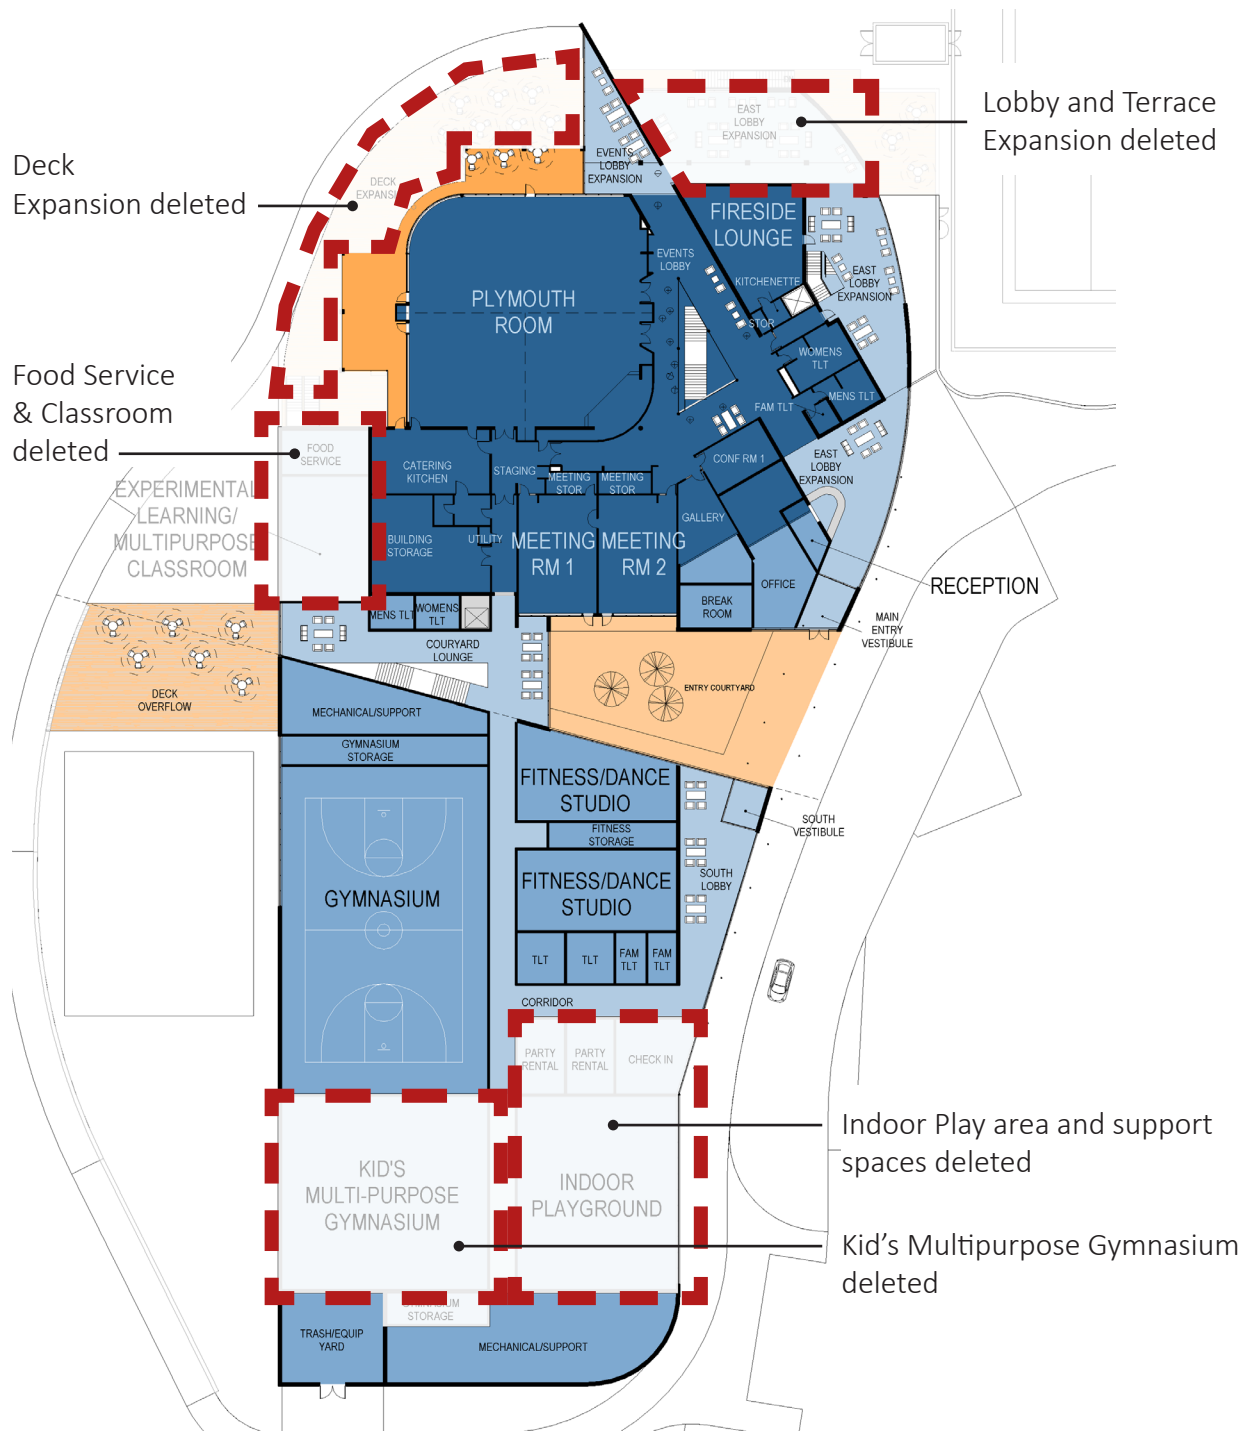 Lobby and Terrace
Expansion deleted
EAST
LOBBY
EXPANSION
Deck
Expansion deleted
DECK
EXPANSION
EVENTS
LOBBY
EXPANSION
FIRESIDE
LOUNGE
EVENTS
LOBBY
KITCHENETTE
EAST
LOBBY
EXPANSION
PLYMOUTH
ROOM
STOR
WOMENS
TLT
MENS TLT
FAM TLT
Food Service
& Classroom
deleted
FOOD
SERVICE
EXPERIMENTAL
LEARNING/
MULTIPURPOSE
CLASSROOM
CATERING
KITCHEN
STAGING
MEETING
STOR
MEETING
STOR
CONF RM 1
EAST
LOBBY
EXPANSION
GALLERY
BUILDING
STORAGE
UTILITY
MEETING
RM 1
MEETING
RM 2
OFFICE
RECEPTION
BREAK
ROOM
MAIN
ENTRY
VESTIBULE
MENS TLT
WOMENS
TLT
COURYARD
LOUNGE
ENTRY COURTYARD
DECK
OVERFLOW
MECHANICAL/SUPPORT
GYMNASIUM
STORAGE
FITNESS/DANCE
STUDIO
FITNESS
STORAGE
SOUTH
VESTIBULE
SOUTH
LOBBY
FITNESS/DANCE
STUDIO
GYMNASIUM
TLT
TLT
FAM
TLT
FAM
TLT
CORRIDOR
PARTY
RENTAL
PARTY
RENTAL
CHECK IN
Indoor Play area and support
spaces deleted
KID'S
MULTI-PURPOSE
GYMNASIUM
INDOOR
PLAYGROUND
Kid’s Multipurpose Gymnasium
deleted
GYMNASIUM
STORAGE
TRASH/EQUIP
YARD
MECHANICAL/SUPPORT